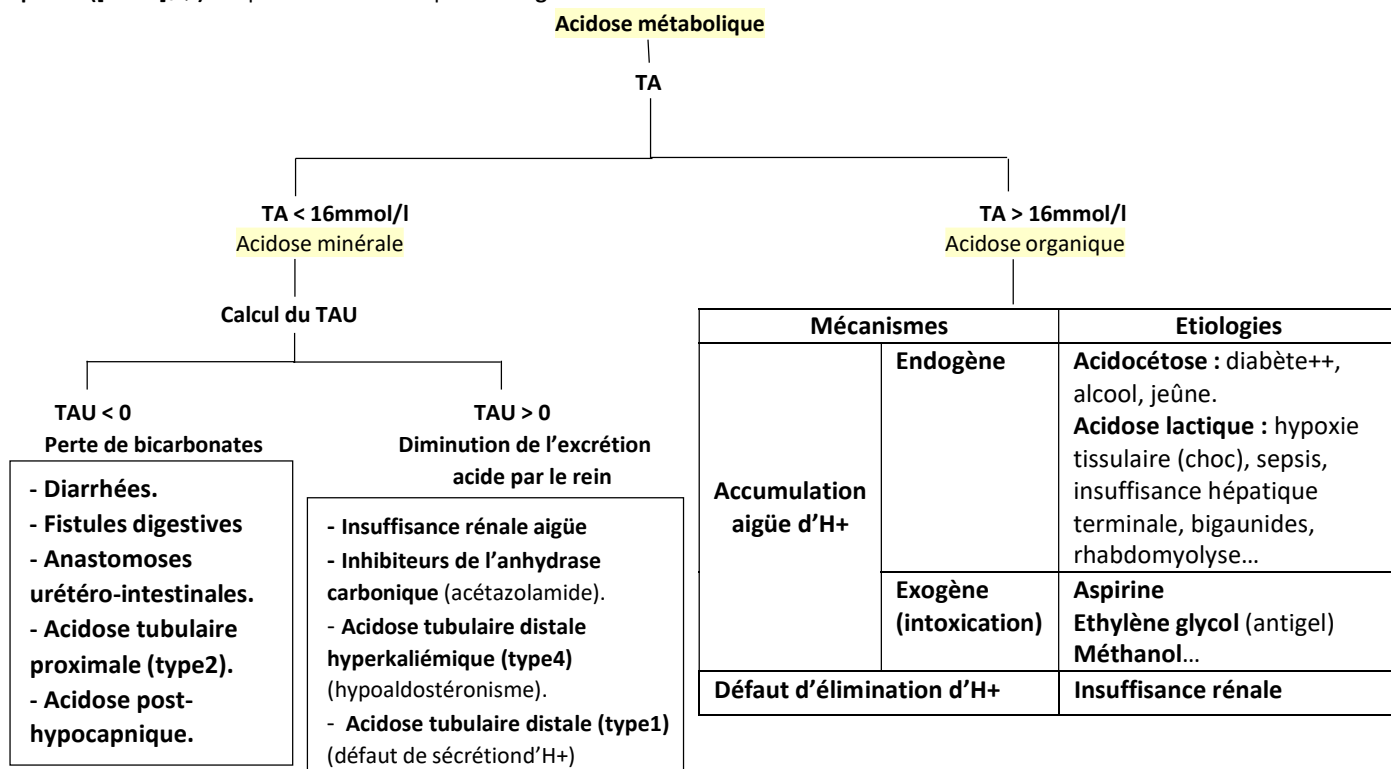 Acidose métabolique
TA
TA < 16mmol/l
Acidose minérale
Calcul du TAU
TAU < 0
Perte de bicarbonates
- Diarrhées.
- Fistules digestives
- Anastomoses
urétéro-intestinales.
- Acidose tubulaire
proximale (type2).
- Acidose post-
hypocapnique.
TAU > 0
Diminution de l’excrétion
acide par le rein
- Insuffisance rénale aigüe
- Inhibiteurs de l’anhydrase
carbonique (acétazolamide).
- Acidose tubulaire distale
hyperkaliémique (type4)
(hypoaldostéronisme).
- Acidose tubulaire distale (type1)
(défaut de sécrétiond’H+)
TA > 16mmol/l
Acidose organique
Mécanismes
Etiologies
Accumulation
aigüe d’H+
Endogène
Acidocétose : diabète++,
alcool, jeûne.
Acidose lactique : hypoxie
tissulaire (choc), sepsis,
insuffisance hépatique
terminale, bigaunides,
rhabdomyolyse…
Exogène
(intoxication)
Aspirine
Ethylène glycol (antigel)
Méthanol…
Défaut d’élimination d’H+
Insuffisance rénale